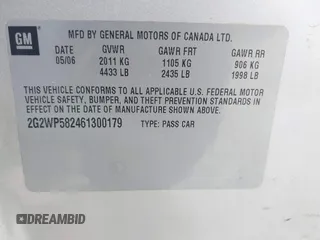 GM
MFD BY GENERAL MOTORS OF CANADA LTD.
DATE GVWR GAWR FRT GAWR RR
05/06 2011 KG 1105 KG 906 KG
4433 LB 2435 LB 1998 LB
THIS VEHICLE CONFORMS TO ALL APPLICABLE U.S. FEDERAL MOTOR
VEHICLE SAFETY, BUMPER, AND THEFT PREVENTION STANDARDS IN
EFFECT ON THE DATE OF MANUFACTURE SHOWN ABOVE.
2G2WP582461300179 TYPE: PASS CAR
DREAMBID